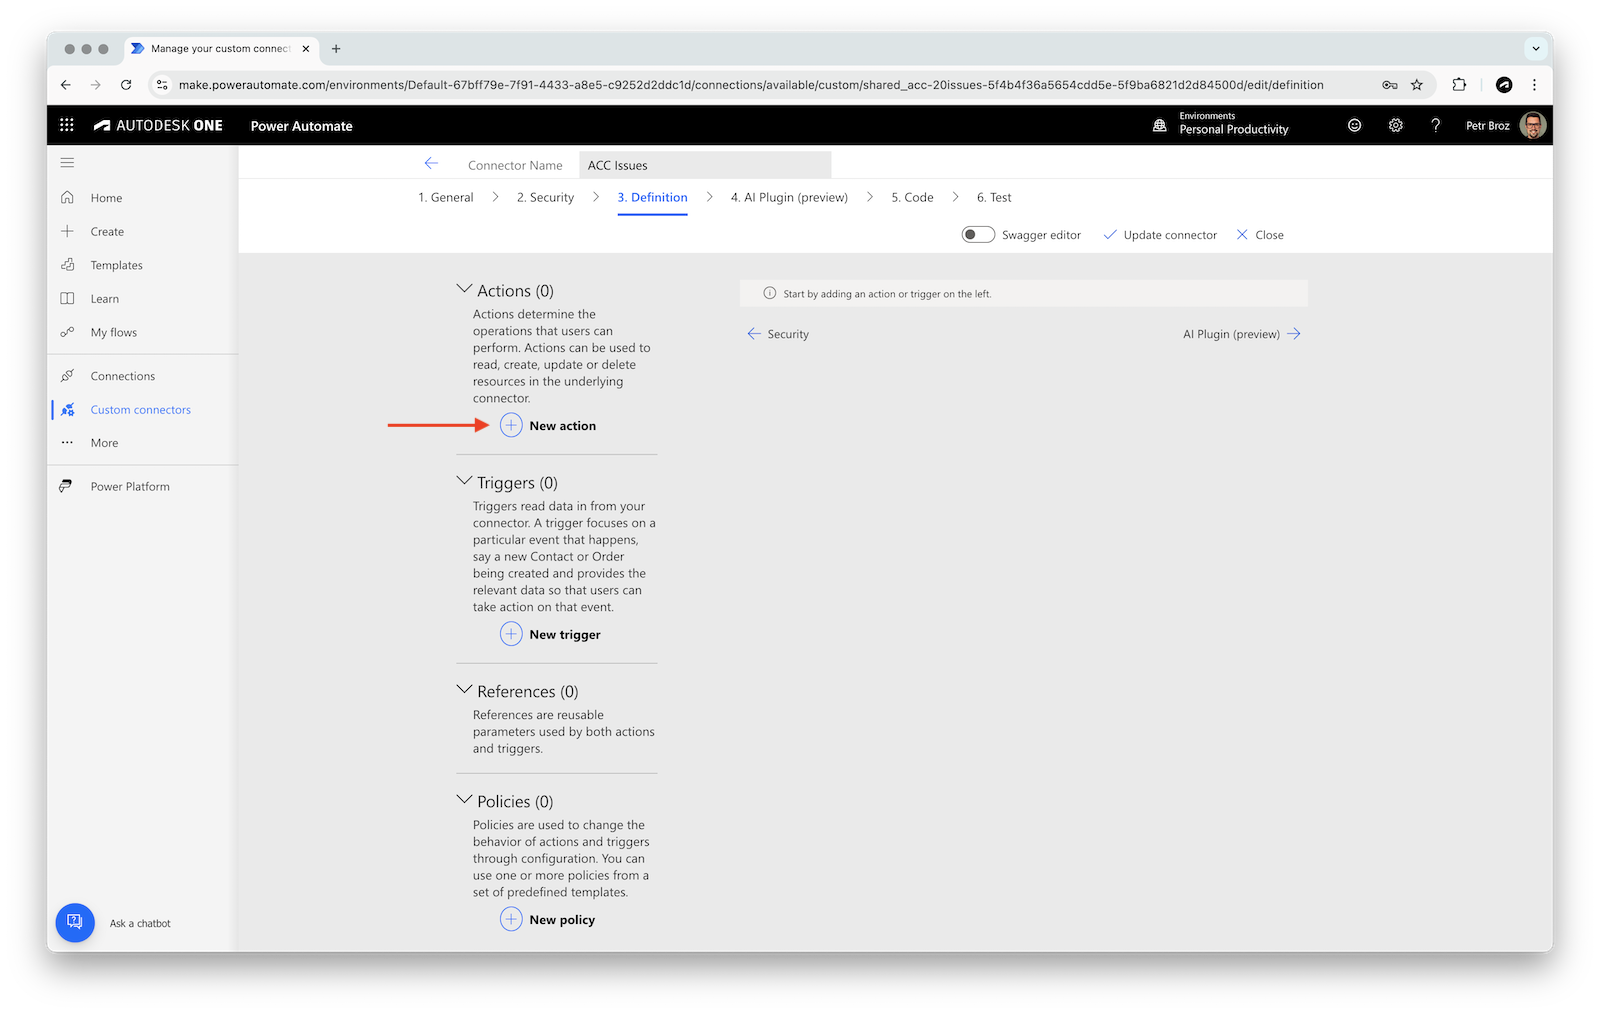 Manage your custom connect
make.powerautomate.com/environments/Default-67bff79e-7f91-4433-a8e5-c9252d2ddc1d/connections/available/custom/shared_acc-20issues-5f4b4f36a5654cdd5e-5f9ba6821d2d84500d/edit/definition
AUTODESK ONE
Power Automate
Environments
Personal Productivity
?
Petr Broz
Connector Name
ACC Issues
1. General
2. Security
3. Definition
4. AI Plugin (preview)
5. Code
6. Test
Swagger editor
Update connector
Close
Home
Create
Templates
Learn
My flows
Connections
Custom connectors
More
Power Platform
Ask a chatbot
Actions (0)
Actions determine the
operations that users can
perform. Actions can be used to
read, create, update or delete
resources in the underlying
connector.
New action
Triggers (0)
Triggers read data in from your
connector. A trigger focuses on a
particular event that happens,
say a new Contact or Order
being created and provides the
relevant data so that users can
take action on that event.
New trigger
References (0)
References are reusable
parameters used by both actions
and triggers.
Policies (0)
Policies are used to change the
behavior of actions and triggers
through configuration. You can
use one or more policies from a
set of predefined templates.
New policy
Start by adding an action or trigger on the left.
Security
AI Plugin (preview)